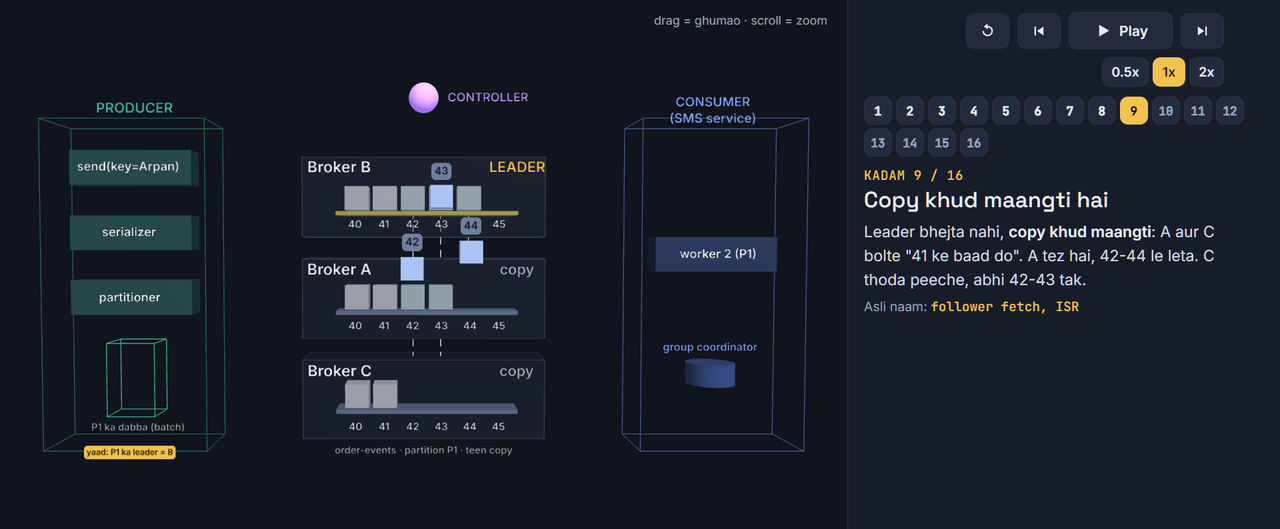 drag = ghumao · scroll = zoom
PRODUCER
send(key=Arpan)
serializer
partitioner
P1 ka dabba (batch)
yaad: P1 ka leader = B
CONTROLLER
Broker B
LEADER
43
40 41 42 43 44 45
42
44
Broker A
copy
40 41 42 43 44 45
Broker C
copy
40 41 42 43 44 45
order-events · partition P1 · teen copy
CONSUMER
(SMS service)
worker 2 (P1)
group coordinator
Play
0.5x 1x 2x
1 2 3 4 5 6 7 8 9 10 11 12
13 14 15 16
KADAM 9 / 16
Copy khud maangti hai
Leader bhejta nahi, copy khud maangti: A aur C
bolte "41 ke baad do". A tez hai, 42-44 le leta. C
thoda peeche, abhi 42-43 tak.
Asli naam: follower fetch, ISR